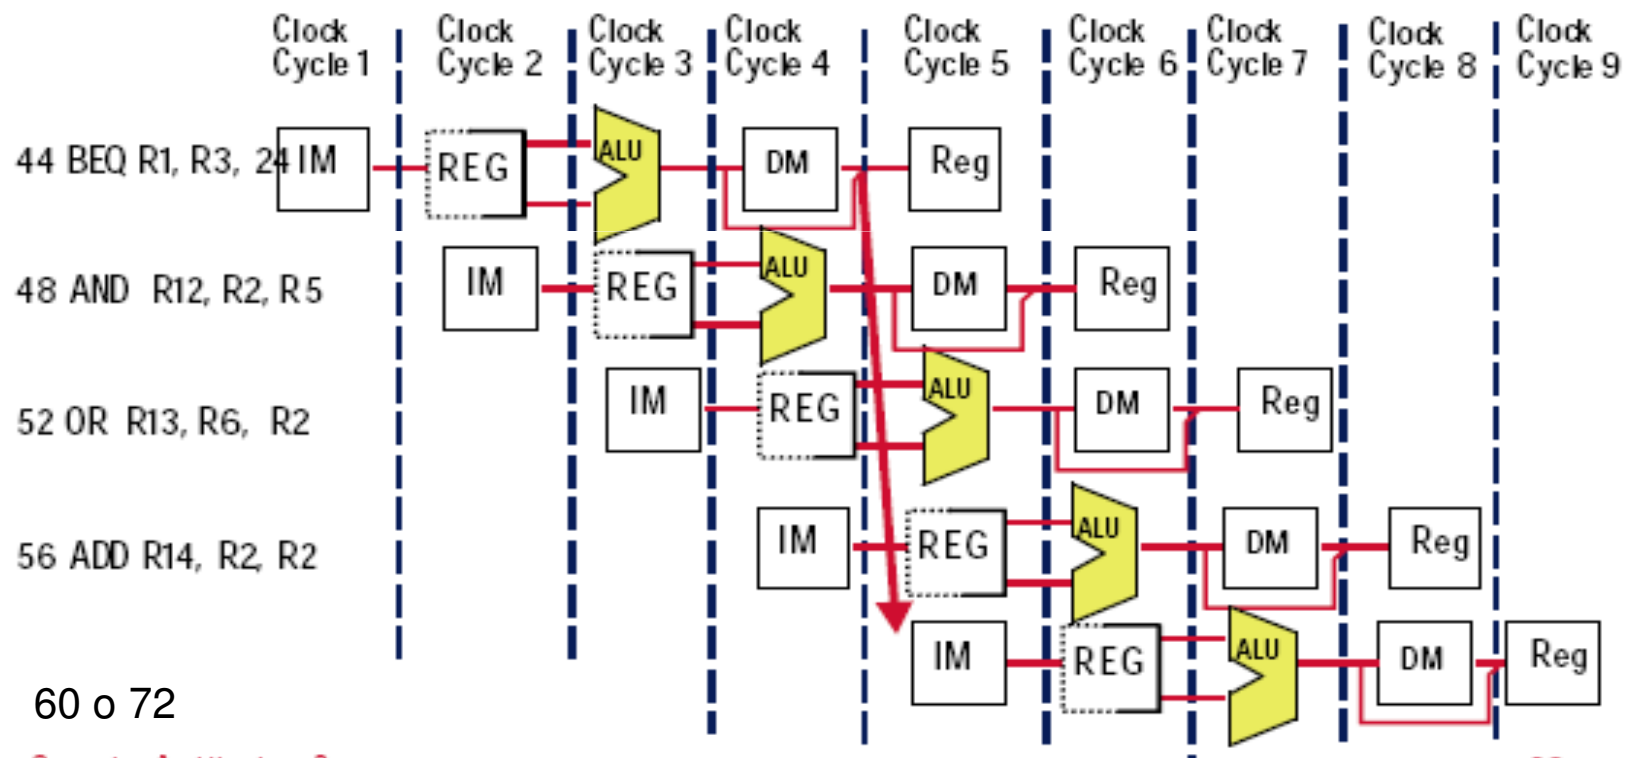 Clock Cycle 1 Clock Cycle 2 Clock Cycle 3 Clock Cycle 4 Clock Cycle 5 Clock Cycle 6 Clock Cycle 7 Clock Cycle 8 Clock Cycle 9
44 BEQ R1, R3, 24 IM REG ALU DM Reg
48 AND R12, R2, R5 IM REG ALU DM Reg
52 OR R13, R6, R2 IM REG ALU DM Reg
56 ADD R14, R2, R2 IM REG ALU DM Reg
60 o 72 IM REG ALU DM Reg